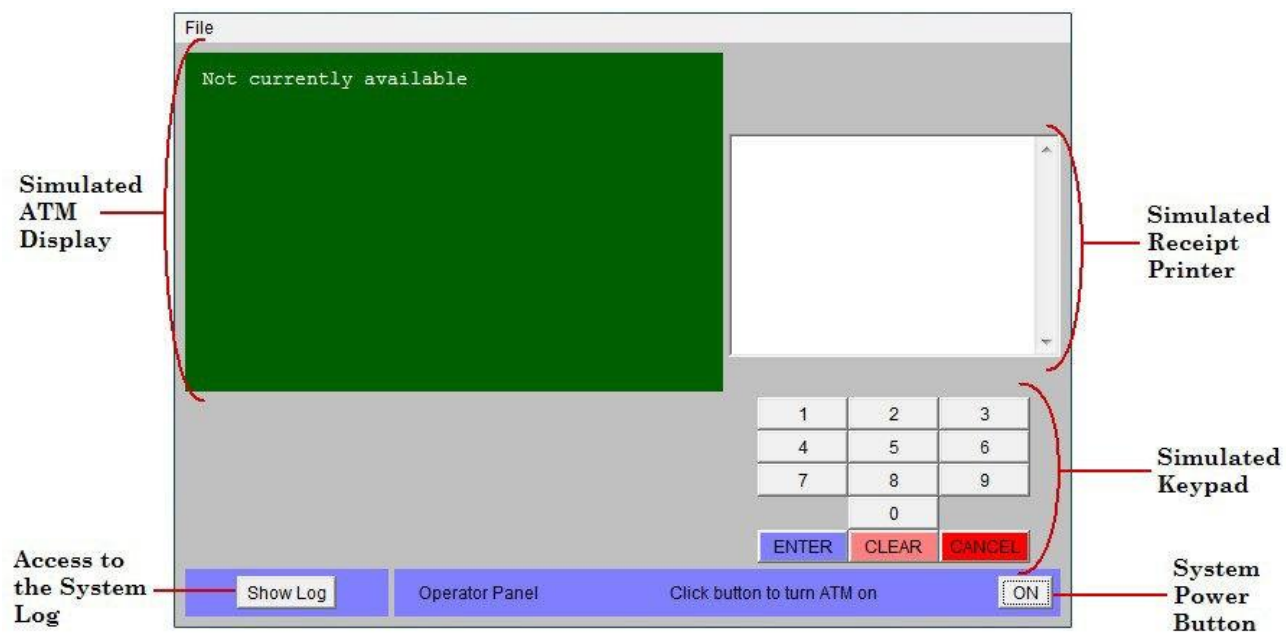 File
Not currently available
Simulated
ATM
Display
Simulated
Receipt
Printer
1 2 3
4 5 6
7 8 9
0
ENTER CLEAR CANCEL
Simulated
Keypad
Access to
the System
Log
Show Log
Operator Panel
Click button to turn ATM on
ON
System
Power
Button